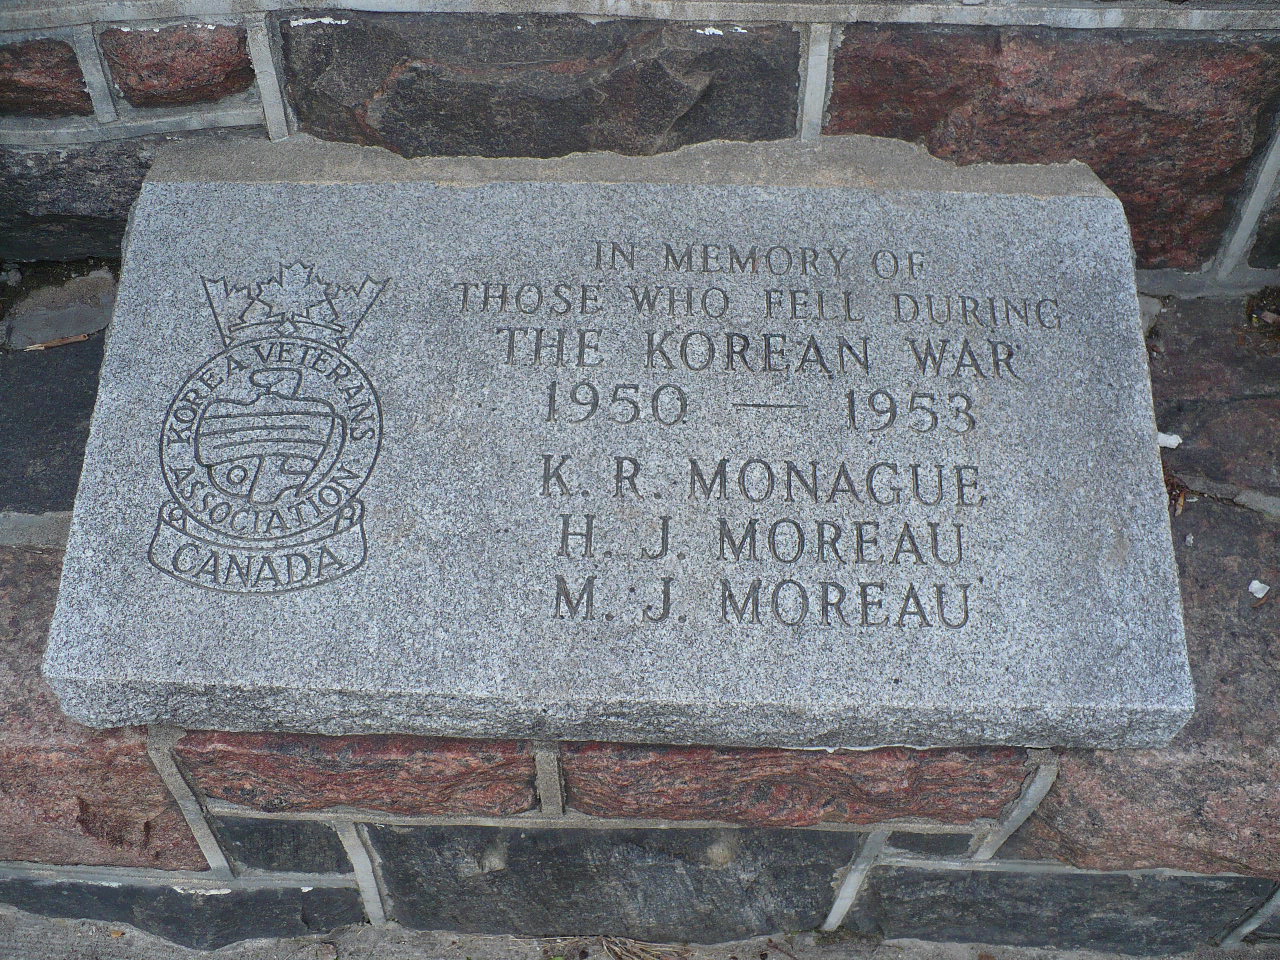 IN MEMORY OF
THOSE WHO FELL DURING
THE KOREAN WAR
1950 — 1953
K. R. MONAGUE
H. J. MOREAU
M. J. MOREAU
KOREA VETERANS
ASSOCIATION
OF
CANADA